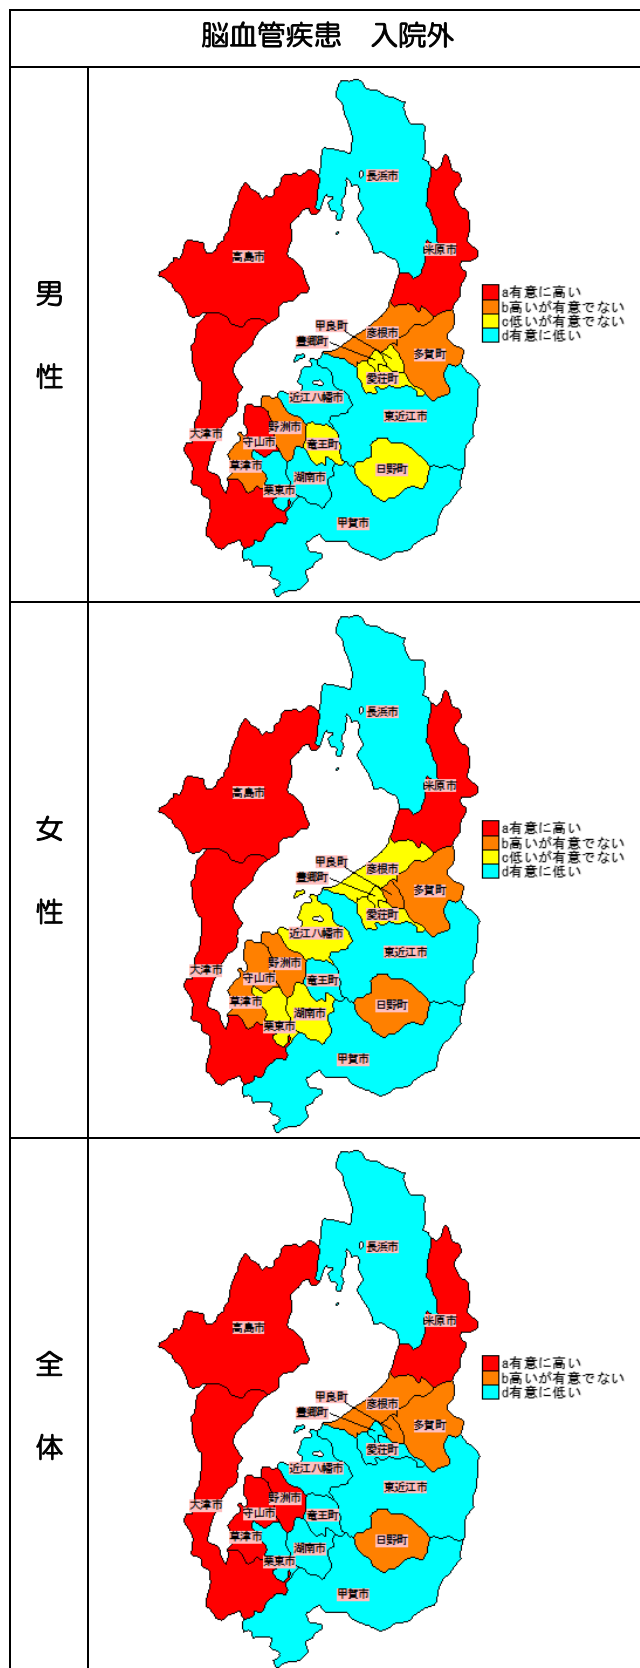 脳血管疾患　入院外
男
性
長浜市
米原市
高島市
a有意に高い
b高いが有意でない
c低いが有意でない
d有意に低い
甲良町
豊郷町
彦根市
多賀町
愛荘町
近江八幡市
東近江市
野洲市
大津市
守山市
竜王町
草津市
日野町
湖南市
栗東市
甲賀市
女
性
長浜市
米原市
高島市
a有意に高い
b高いが有意でない
c低いが有意でない
d有意に低い
甲良町
豊郷町
彦根市
多賀町
愛荘町
近江八幡市
東近江市
野洲市
大津市
守山市
竜王町
草津市
日野町
湖南市
栗東市
甲賀市
全
体
長浜市
米原市
高島市
a有意に高い
b高いが有意でない
d有意に低い
甲良町
豊郷町
彦根市
多賀町
愛荘町
近江八幡市
東近江市
野洲市
大津市
守山市
竜王町
草津市
日野町
湖南市
栗東市
甲賀市